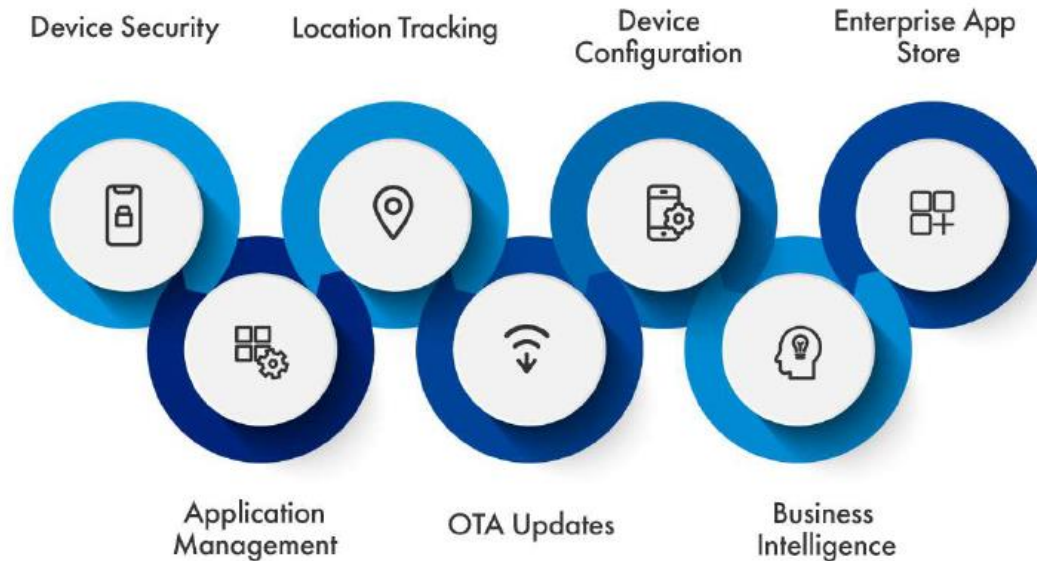 Device Security
Location Tracking
Device
Configuration
Enterprise App
Store
Application
Management
OTA Updates
Business
Intelligence